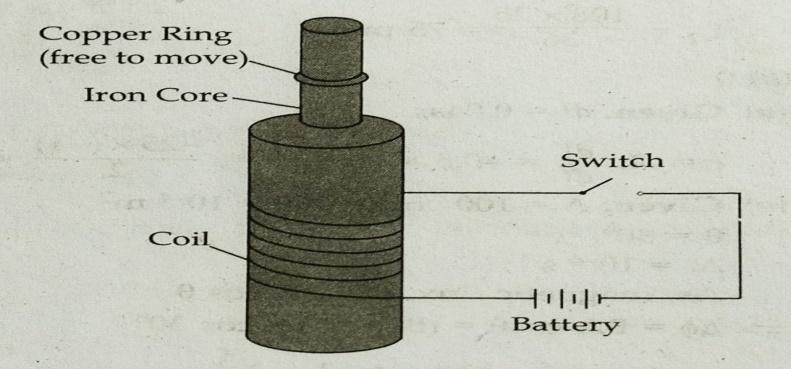 Copper Ring
(free to move)
Iron Core
Switch
Coil
Battery